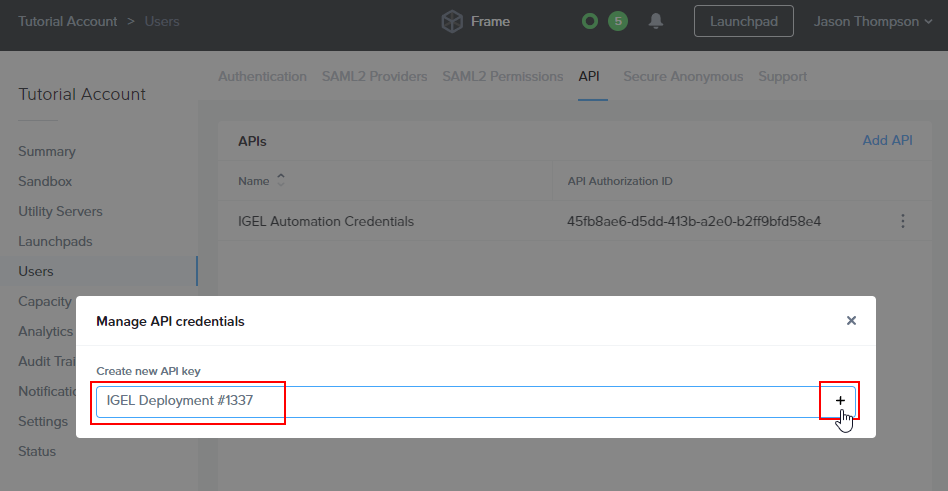 Tutorial Account > Users
Frame
5
Launchpad
Jason Thompson
Tutorial Account
Summary
Sandbox
Utility Servers
Launchpads
Users
Capacity
Analytics
Audit Trai
Notificatio
Settings
Status
Authentication SAML2 Providers SAML2 Permissions API Secure Anonymous Support
APIs
Add API
Name
API Authorization ID
IGEL Automation Credentials
45fb8ae6-d5dd-413b-a2e0-b2ff9bfd58e4
Manage API credentials
Create new API key
IGEL Deployment #1337
+